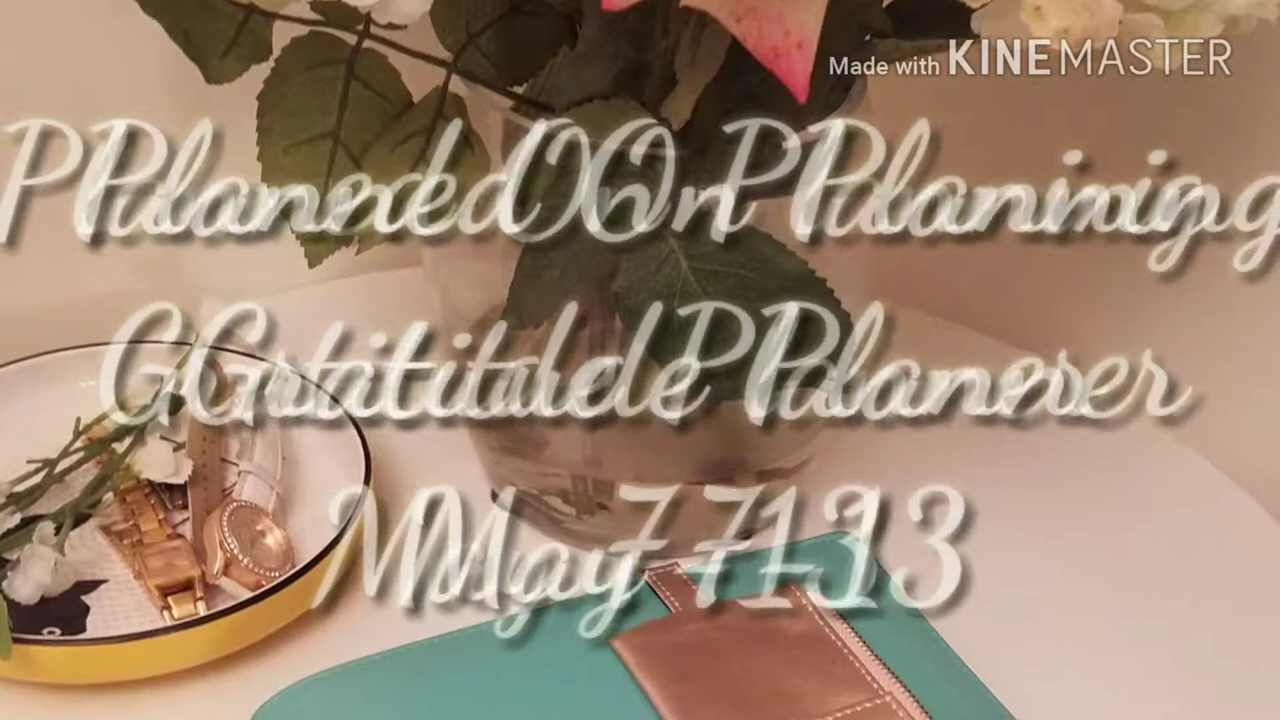 Made with KINEMASTER
Planned On Planning
Gratitude Planner
May 7-13